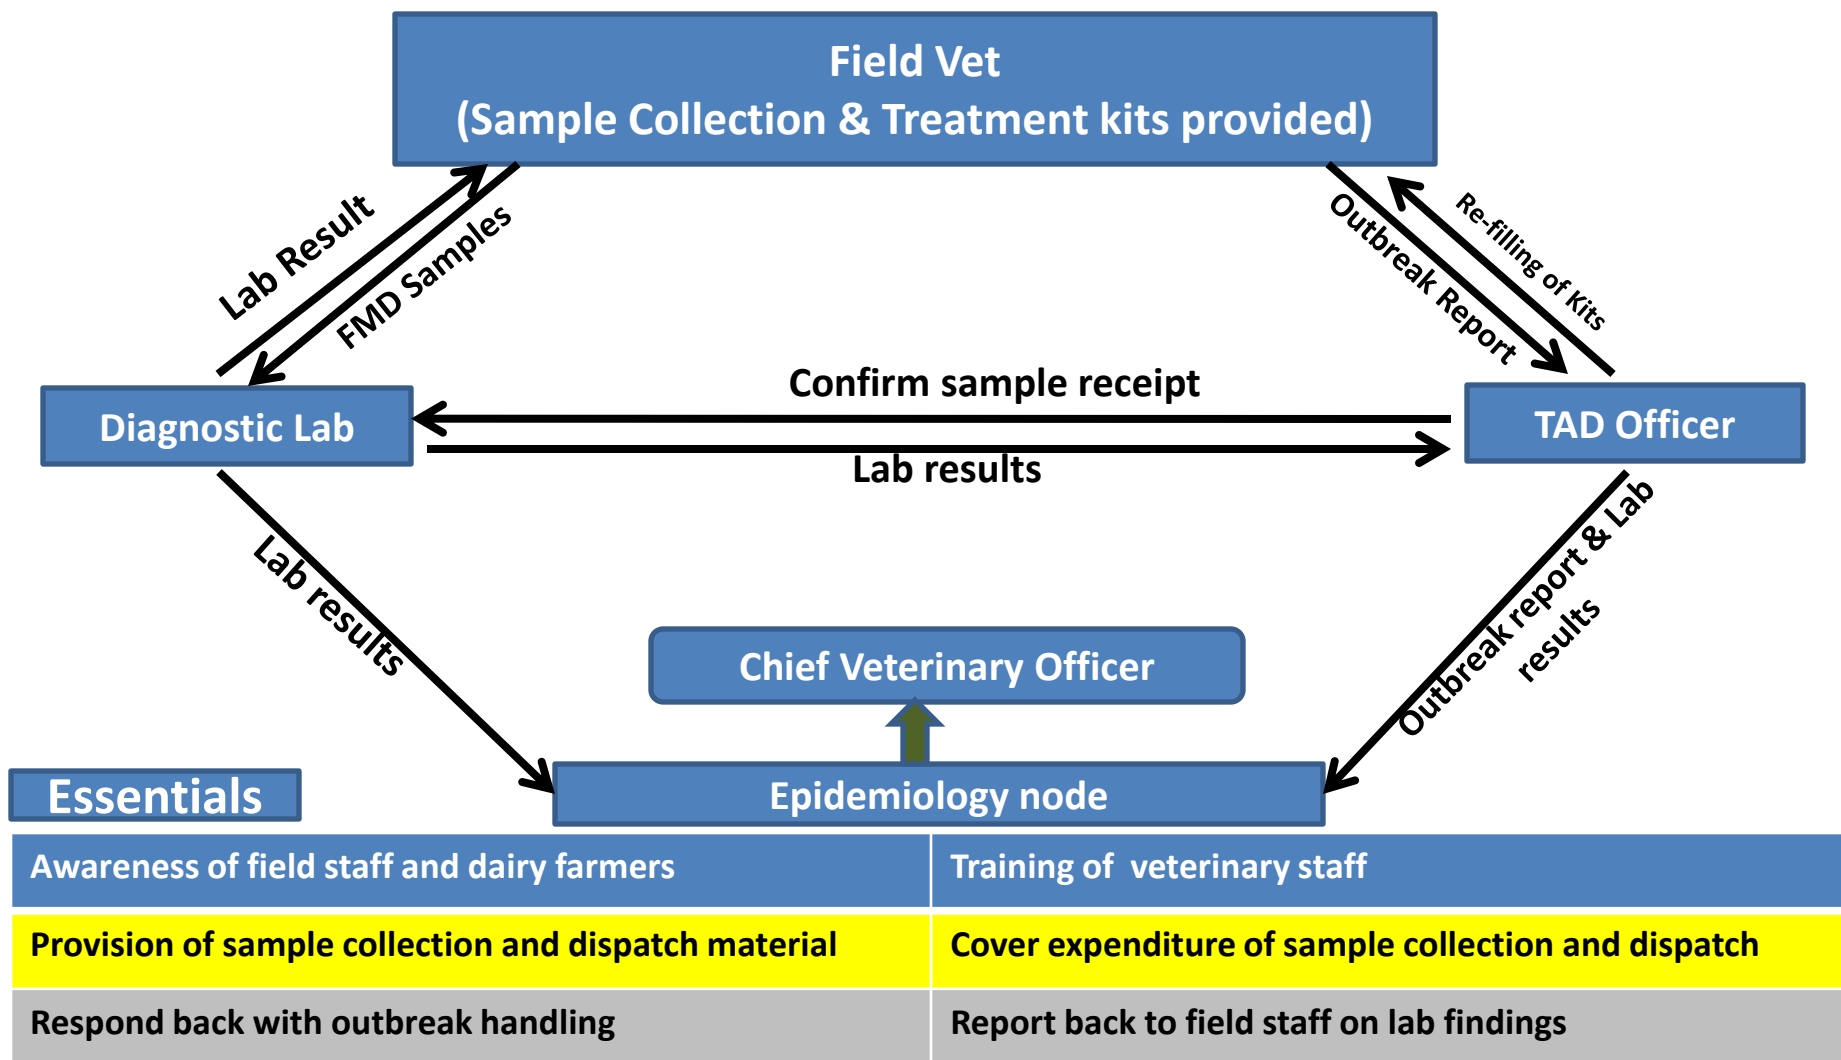 Field Vet
(Sample Collection & Treatment kits provided)
Lab Result
FMD Samples
Outbreak Report
Re-filling of Kits
Confirm sample receipt
Diagnostic Lab
TAD Officer
Lab results
Lab results
Outbreak report & Lab
results
Chief Veterinary Officer
Epidemiology node
Essentials
Awareness of field staff and dairy farmers
Training of  veterinary staff
Provision of sample collection and dispatch material
Cover expenditure of sample collection and dispatch
Respond back with outbreak handling
Report back to field staff on lab findings